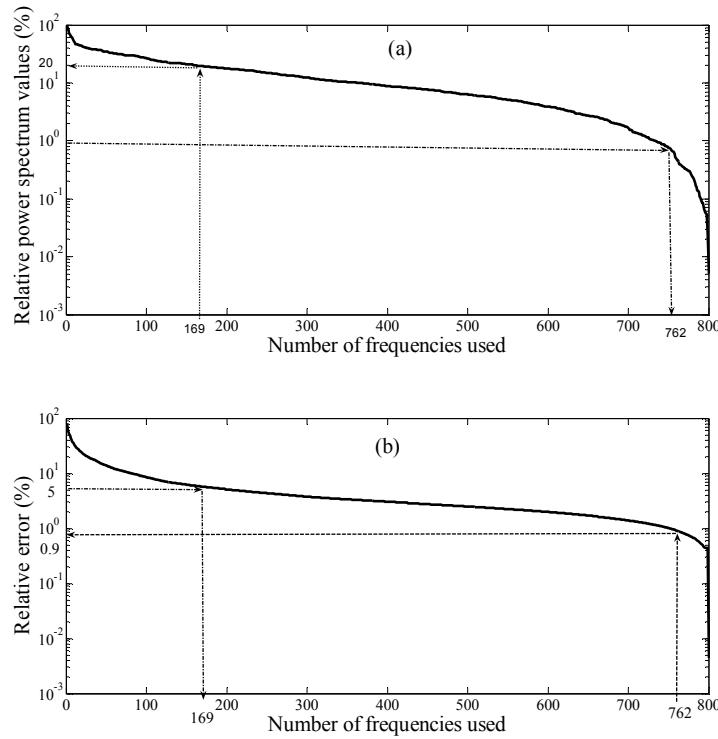 (a)
Relative power spectrum values (%)
10^2
20
10^1
10^0
10^-1
10^-2
10^-3
0 100 169 200 300 400 500 600 700 762 800
Number of frequencies used
(b)
Relative error (%)
10^2
10^1
5
10^0
0.9
10^-1
10^-2
10^-3
0 100 169 200 300 400 500 600 700 762 800
Number of frequencies used